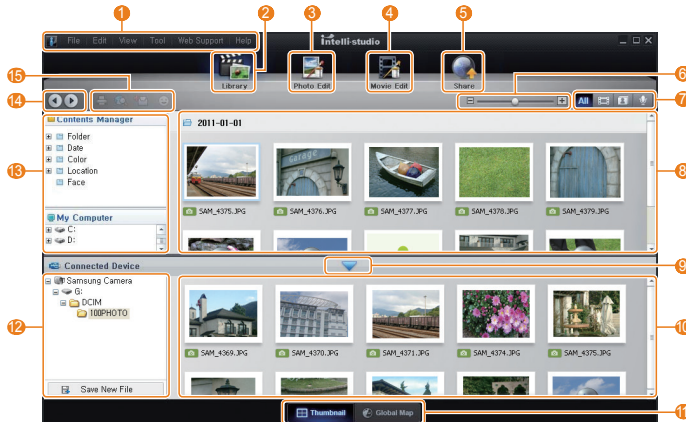 1 2 3 4 5
File Edit View Tool Web Support Help
intelli-studio
Library Photo Edit Movie Edit Share
15 6
14 All 7
Contents Manager
2011-01-01
Folder
Date
Color
Location
Face
13 8
SAM_4375.JPG SAM_4376.JPG SAM_4377.JPG SAM_4378.JPG SAM_4379.JPG
My Computer
C:
D:
Connected Device 9
Samsung Camera
G:
DCIM
100PHOTO
12 10
SAM_4369.JPG SAM_4370.JPG SAM_4371.JPG SAM_4374.JPG SAM_4375.JPG
Save New File
Thumbnail Global Map 11